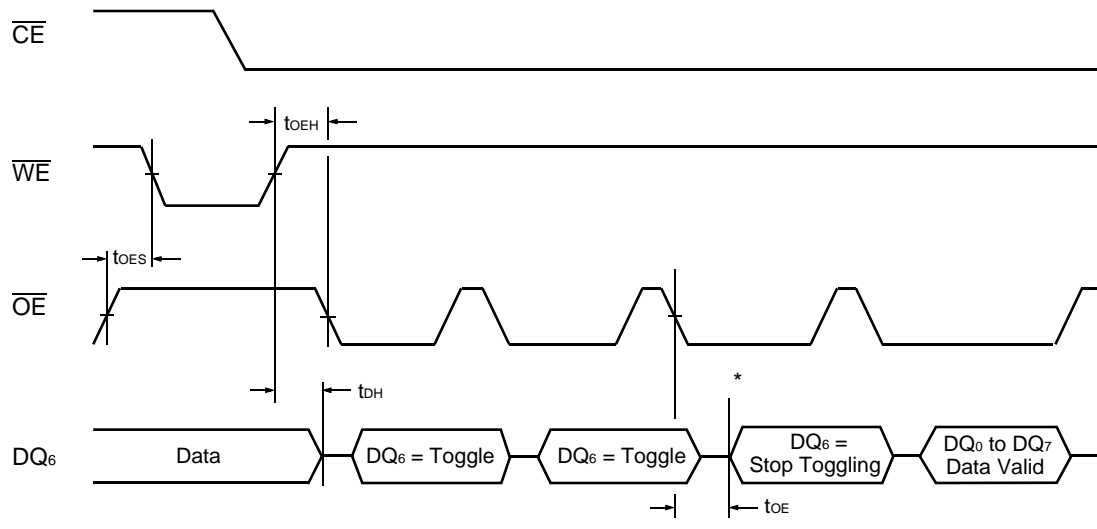 CE
tOEH
WE
tOES
OE
*
tDH
DQ6
Data
DQ6 = Toggle
DQ6 = Toggle
DQ6 =
Stop Toggling
DQ0 to DQ7
Data Valid
tOE